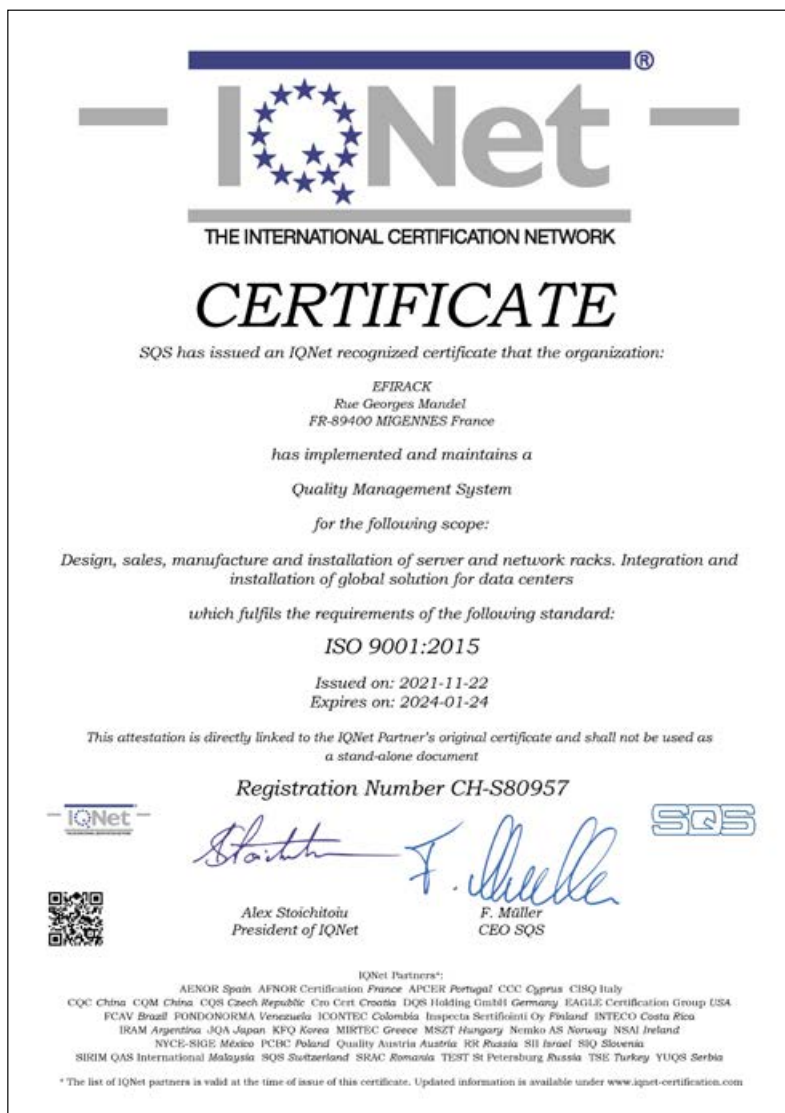 IQNet ®
THE INTERNATIONAL CERTIFICATION NETWORK
CERTIFICATE
SQS has issued an IQNet recognized certificate that the organization:
EFIRACK
Rue Georges Mandel
FR-89400 MIGENNES France
has implemented and maintains a
Quality Management System
for the following scope:
Design, sales, manufacture and installation of server and network racks. Integration and
installation of global solution for data centers
which fulfils the requirements of the following standard:
ISO 9001:2015
Issued on: 2021-11-22
Expires on: 2024-01-24
This attestation is directly linked to the IQNet Partner's original certificate and shall not be used as
a stand-alone document
Registration Number CH-S80957
IQNet
SQS
Alex Stoichitoiu
President of IQNet
F. Müller
CEO SQS
IQNet Partners*:
AENOR Spain AFNOR Certification France APCER Portugal CCC Cyprus CISQ Italy
CQC China CQM China CQS Czech Republic Cro Cert Croatia DQS Holding GmbH Germany EAGLE Certification Group USA
FCAV Brazil FONDONORMA Venezuela ICONTEC Colombia Inspecta Sertifiointi Oy Finland INTECO Costa Rica
IRAM Argentina JQA Japan KFQ Korea MIRTEC Greece MSZT Hungary Nemko AS Norway NSAI Ireland
NYCE-SIGE México PCBC Poland Quality Austria Austria RR Russia SII Israel SIQ Slovenia
SIRIM QAS International Malaysia SQS Switzerland SRAC Romania TEST St Petersburg Russia TSE Turkey YUQS Serbia
* The list of IQNet partners is valid at the time of issue of this certificate. Updated information is available under www.iqnet-certification.com